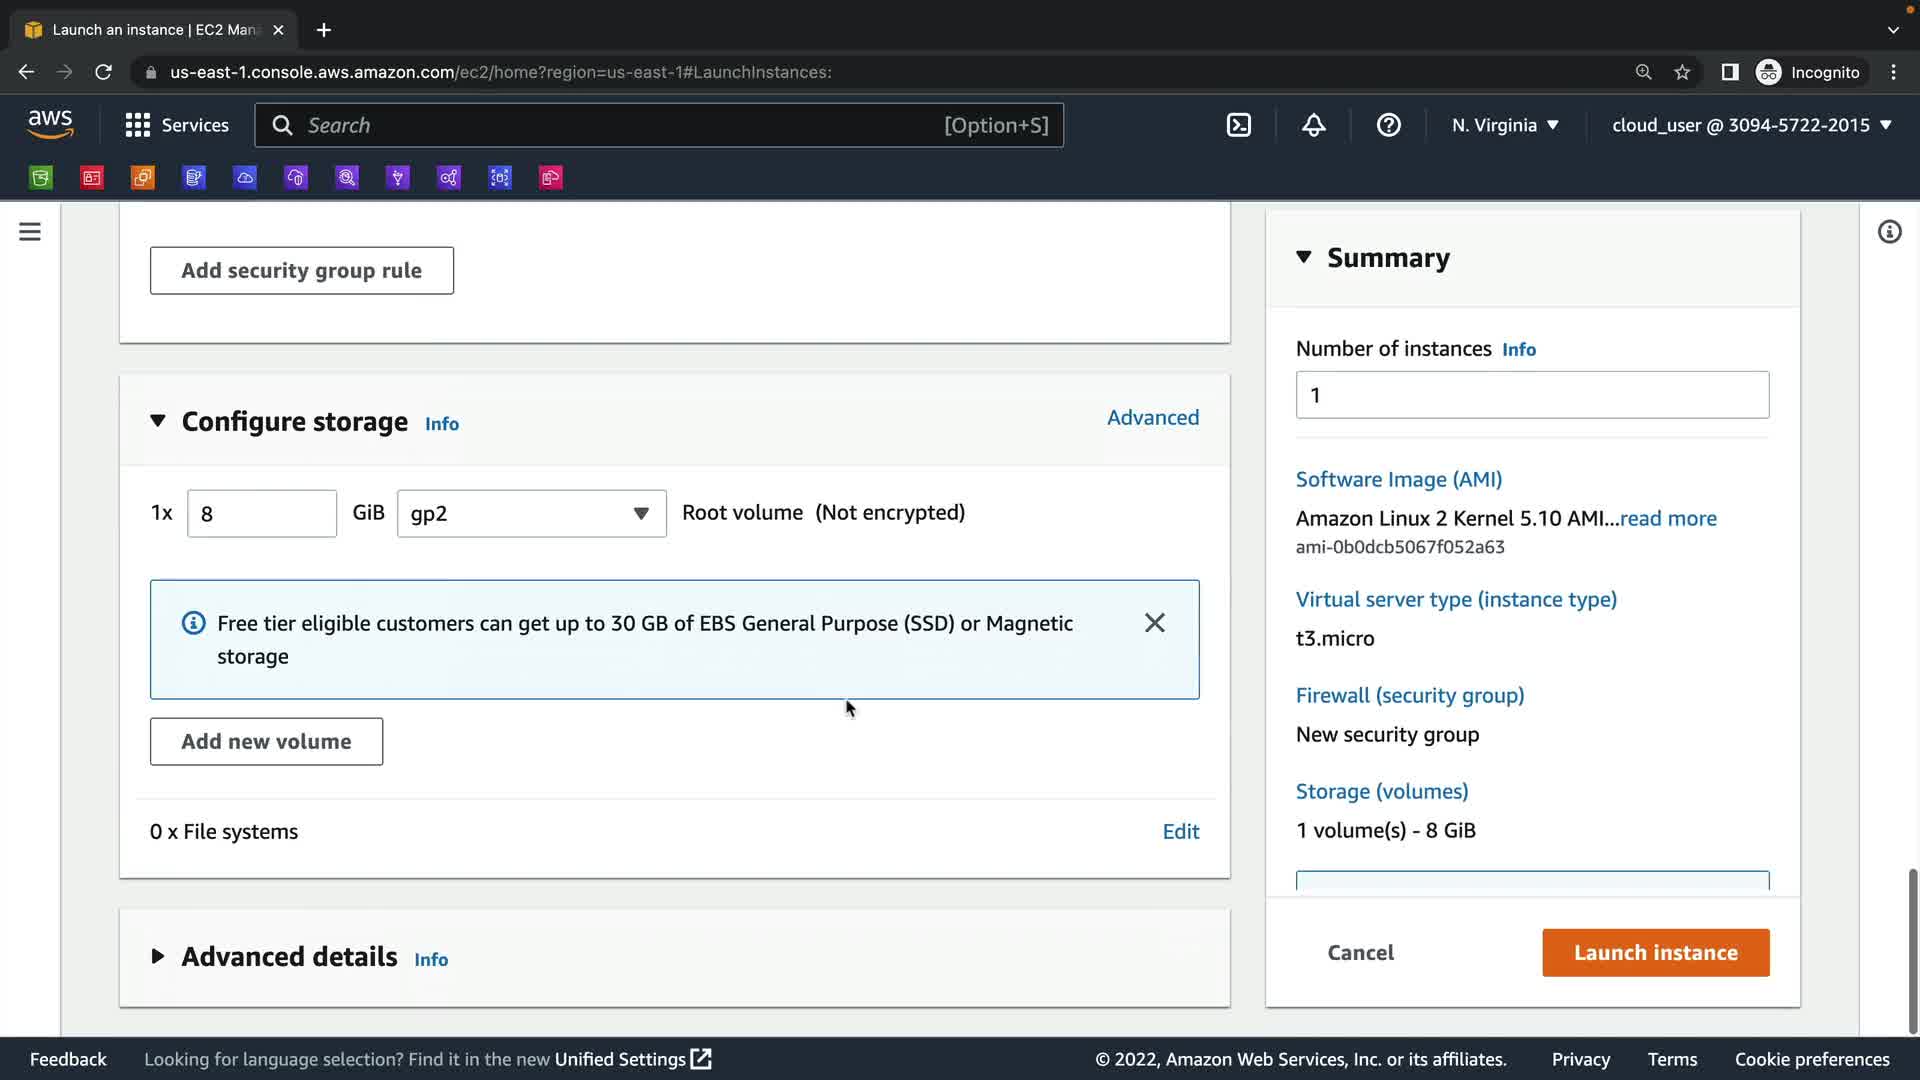 Launch an instance | EC2 Man
us-east-1.console.aws.amazon.com/ec2/home?region=us-east-1#LaunchInstances:
Incognito
aws
Services
Search
[Option+S]
N. Virginia
cloud_user @ 3094-5722-2015
Add security group rule
Configure storage Info
Advanced
1x 8 GiB gp2 Root volume (Not encrypted)
Free tier eligible customers can get up to 30 GB of EBS General Purpose (SSD) or Magnetic
storage
Add new volume
0 x File systems
Edit
Advanced details Info
Summary
Number of instances Info
1
Software Image (AMI)
Amazon Linux 2 Kernel 5.10 AMI...read more
ami-0b0dcb5067f052a63
Virtual server type (instance type)
t3.micro
Firewall (security group)
New security group
Storage (volumes)
1 volume(s) - 8 GiB
Cancel
Launch instance
Feedback
Looking for language selection? Find it in the new Unified Settings
© 2022, Amazon Web Services, Inc. or its affiliates.
Privacy
Terms
Cookie preferences